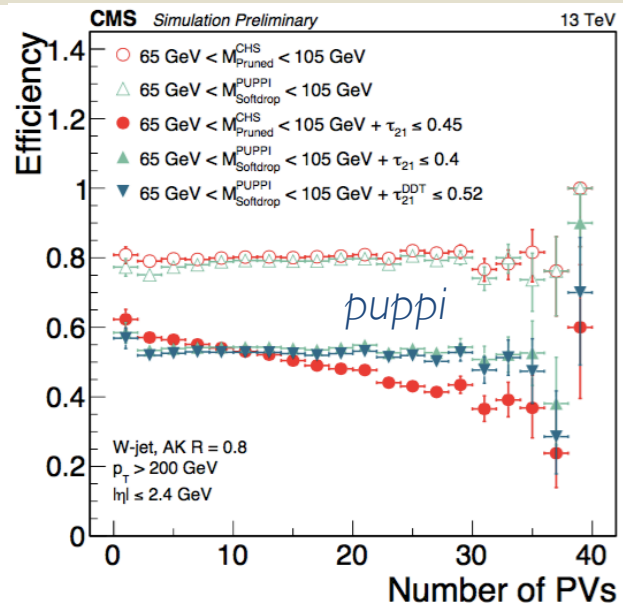 CMS Simulation Preliminary 13 TeV
Efficiency
1.4
1.2
1
0.8
0.6
0.4
0.2
0
65 GeV < M^CHS_Pruned < 105 GeV
65 GeV < M^PUPPI_Softdrop < 105 GeV
65 GeV < M^CHS_Pruned < 105 GeV + τ₂₁ ≤ 0.45
65 GeV < M^PUPPI_Softdrop < 105 GeV + τ₂₁ ≤ 0.4
65 GeV < M^PUPPI_Softdrop < 105 GeV + τ₂₁^DDT ≤ 0.52
puppi
W-jet, AK R = 0.8
p_T > 200 GeV
|η| ≤ 2.4 GeV
0 10 20 30 40
Number of PVs